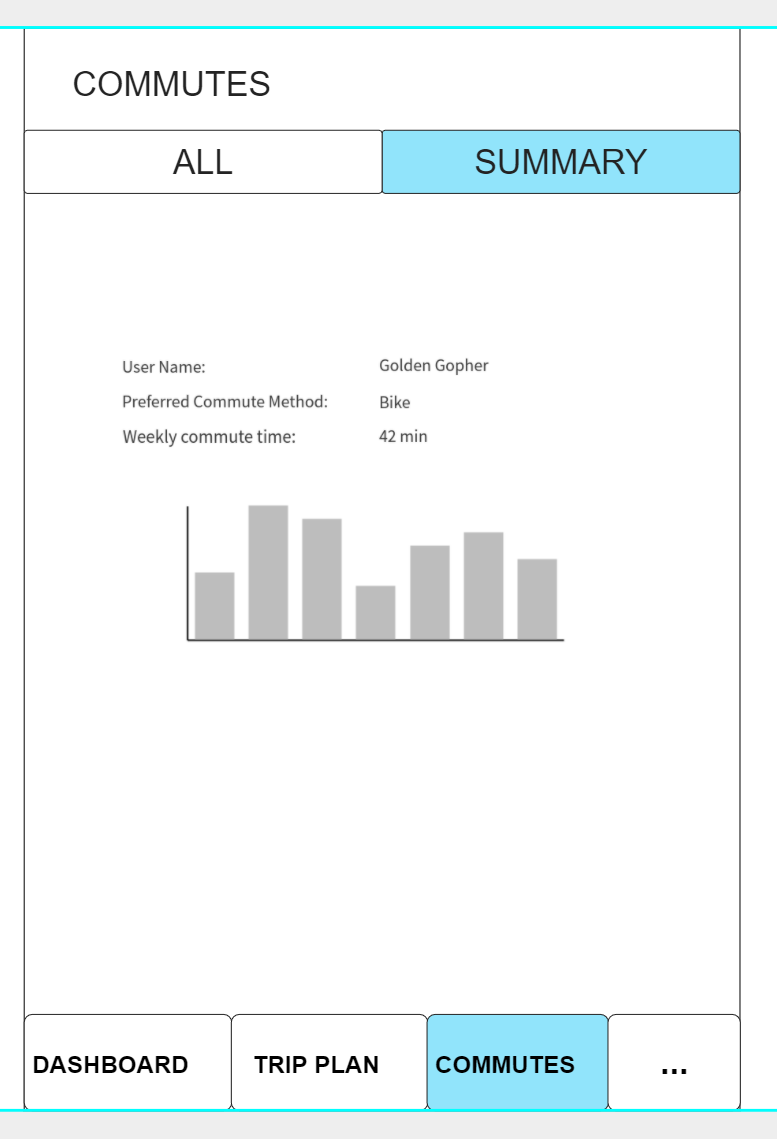 COMMUTES
ALL SUMMARY
User Name: Golden Gopher
Preferred Commute Method: Bike
Weekly commute time: 42 min
DASHBOARD TRIP PLAN COMMUTES ...